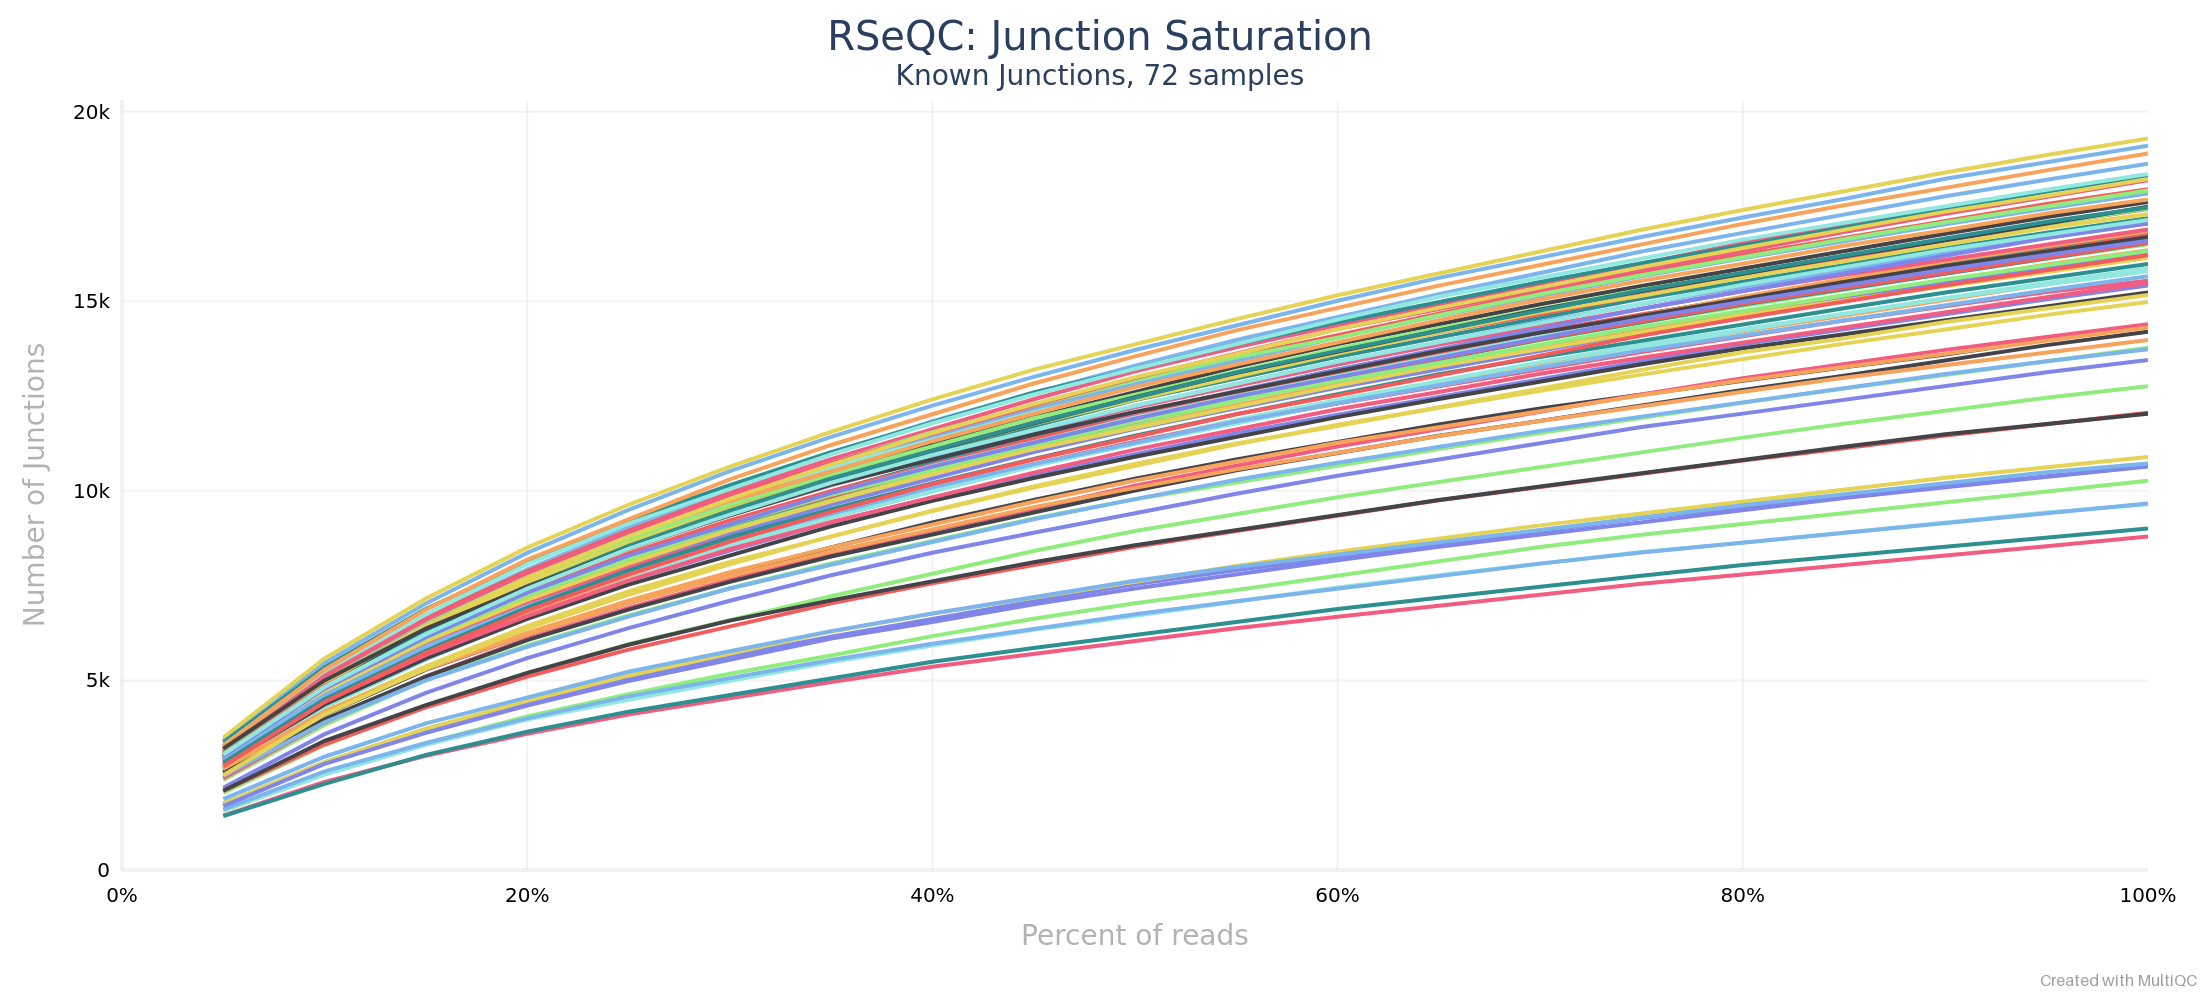 RSeQC: Junction Saturation
Known Junctions, 72 samples
Number of Junctions
20k
15k
10k
5k
0
0%
20%
40%
60%
80%
100%
Percent of reads
Created with MultiQC